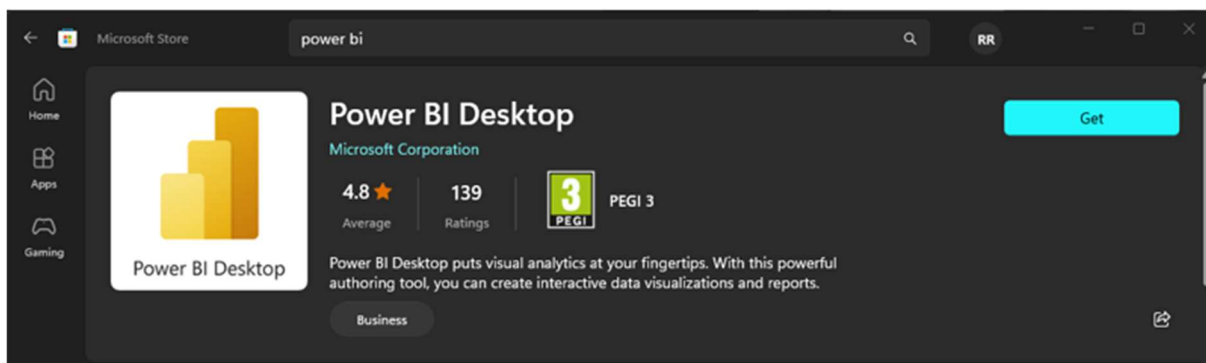 Microsoft Store
power bi
RR
Home
Apps
Gaming
Power BI Desktop
Power BI Desktop
Microsoft Corporation
Get
4.8
139
3
PEGI
PEGI 3
Average
Ratings
Power BI Desktop puts visual analytics at your fingertips. With this powerful
authoring tool, you can create interactive data visualizations and reports.
Business